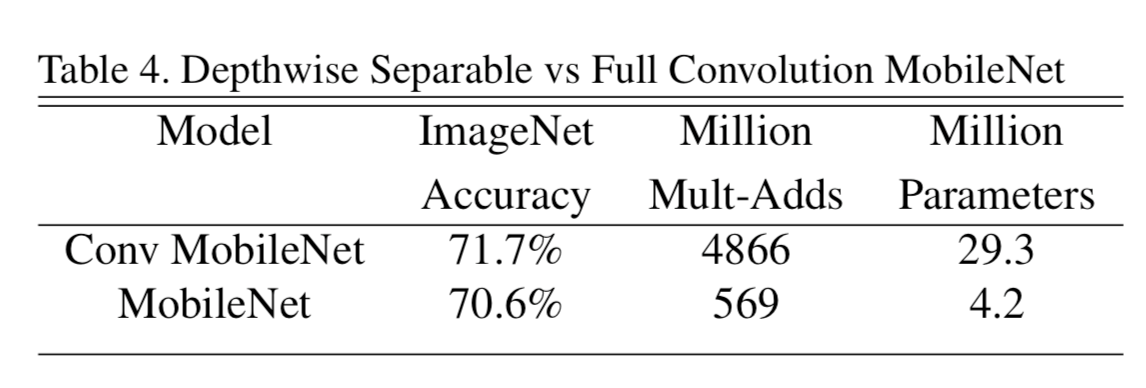 Table 4. Depthwise Separable vs Full Convolution MobileNet
Model ImageNet Million Million
Accuracy Mult-Adds Parameters
Conv MobileNet 71.7% 4866 29.3
MobileNet 70.6% 569 4.2